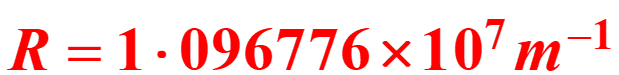 R = 1·096776×10⁷ m⁻¹